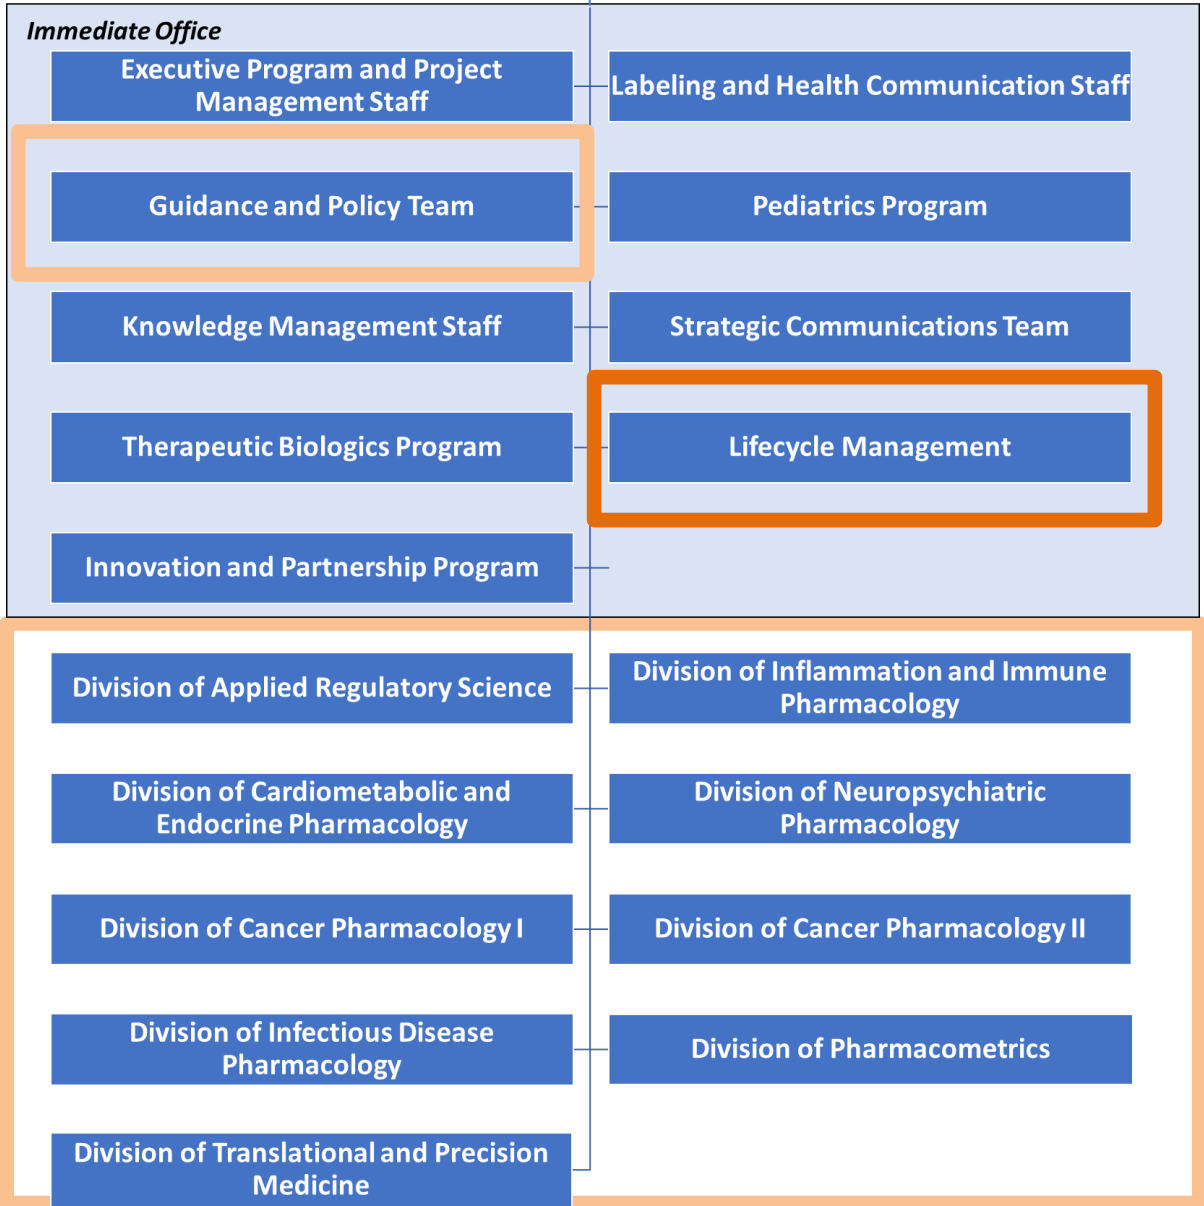 Immediate Office
Executive Program and Project
Management Staff
Labeling and Health Communication Staff
Guidance and Policy Team
Pediatrics Program
Knowledge Management Staff
Strategic Communications Team
Therapeutic Biologics Program
Lifecycle Management
Innovation and Partnership Program
Division of Applied Regulatory Science
Division of Inflammation and Immune
Pharmacology
Division of Cardiometabolic and
Endocrine Pharmacology
Division of Neuropsychiatric
Pharmacology
Division of Cancer Pharmacology I
Division of Cancer Pharmacology II
Division of Infectious Disease
Pharmacology
Division of Pharmacometrics
Division of Translational and Precision
Medicine